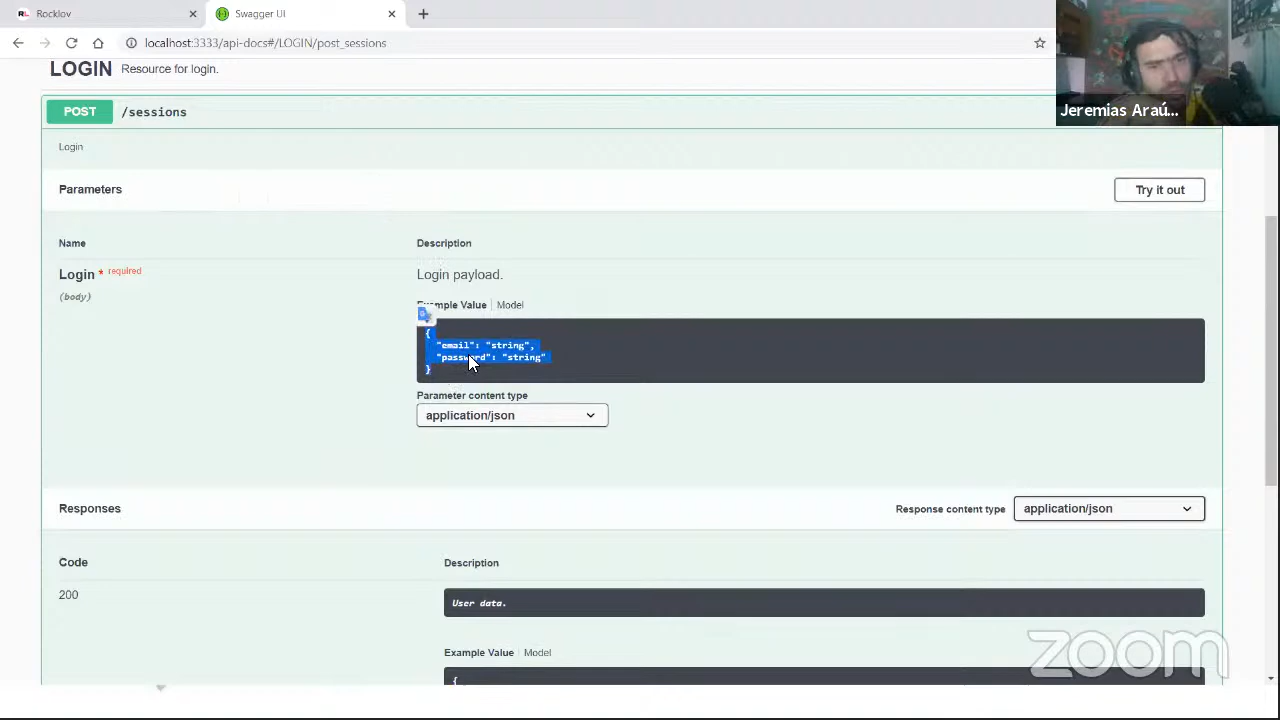 Rocklov
Swagger UI
localhost:3333/api-docs#/LOGIN/post_sessions
Jeremias Araú...
LOGIN Resource for login.
POST /sessions
Login
Parameters
Try it out
Name
Description
Login * required
(body)
Login payload.
Example Value Model
{
"email": "string",
"password": "string"
}
Parameter content type
application/json
Responses
Response content type
application/json
Code
Description
200
User data.
Example Value Model
{
zoom